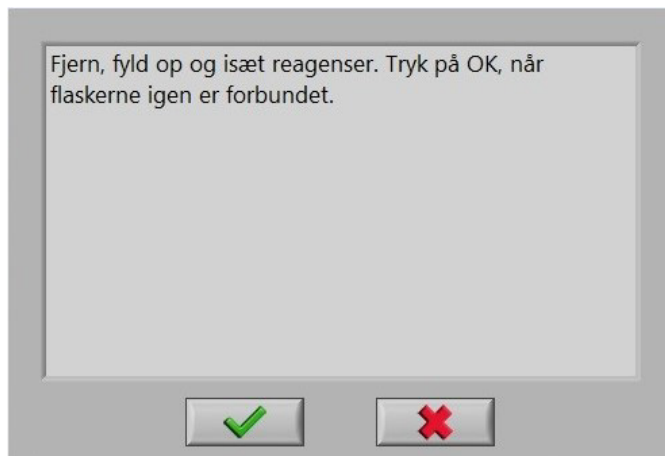 Fjern, fyld op og isæt reagenser. Tryk på OK, når
flaskerne igen er forbundet.